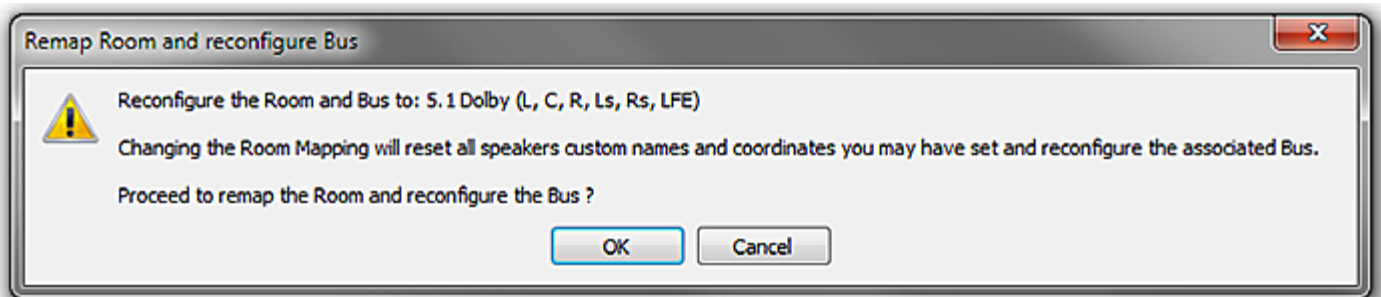 Remap Room and reconfigure Bus
Reconfigure the Room and Bus to: 5.1 Dolby (L, C, R, Ls, Rs, LFE)
Changing the Room Mapping will reset all speakers custom names and coordinates you may have set and reconfigure the associated Bus.
Proceed to remap the Room and reconfigure the Bus ?
OK Cancel